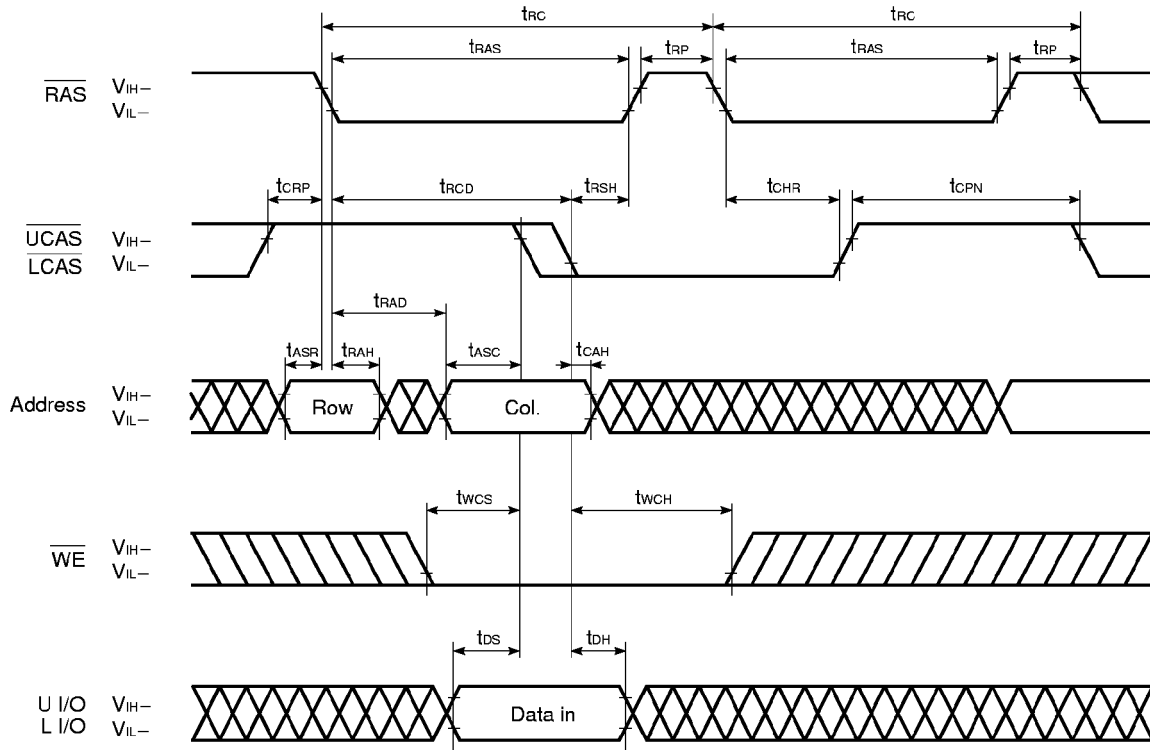 tRC tRC
tRAS tRP tRAS tRP
RAS VIH–
VIL–
tCRP tRCD tRSH tCHR tCPN
UCAS VIH–
LCAS VIL–
tRAD
tASR tRAH tASC tCAH
Address VIH–
VIL–
Row Col.
tWCS tWCH
WE VIH–
VIL–
tDS tDH
U I/O VIH–
L I/O VIL–
Data in